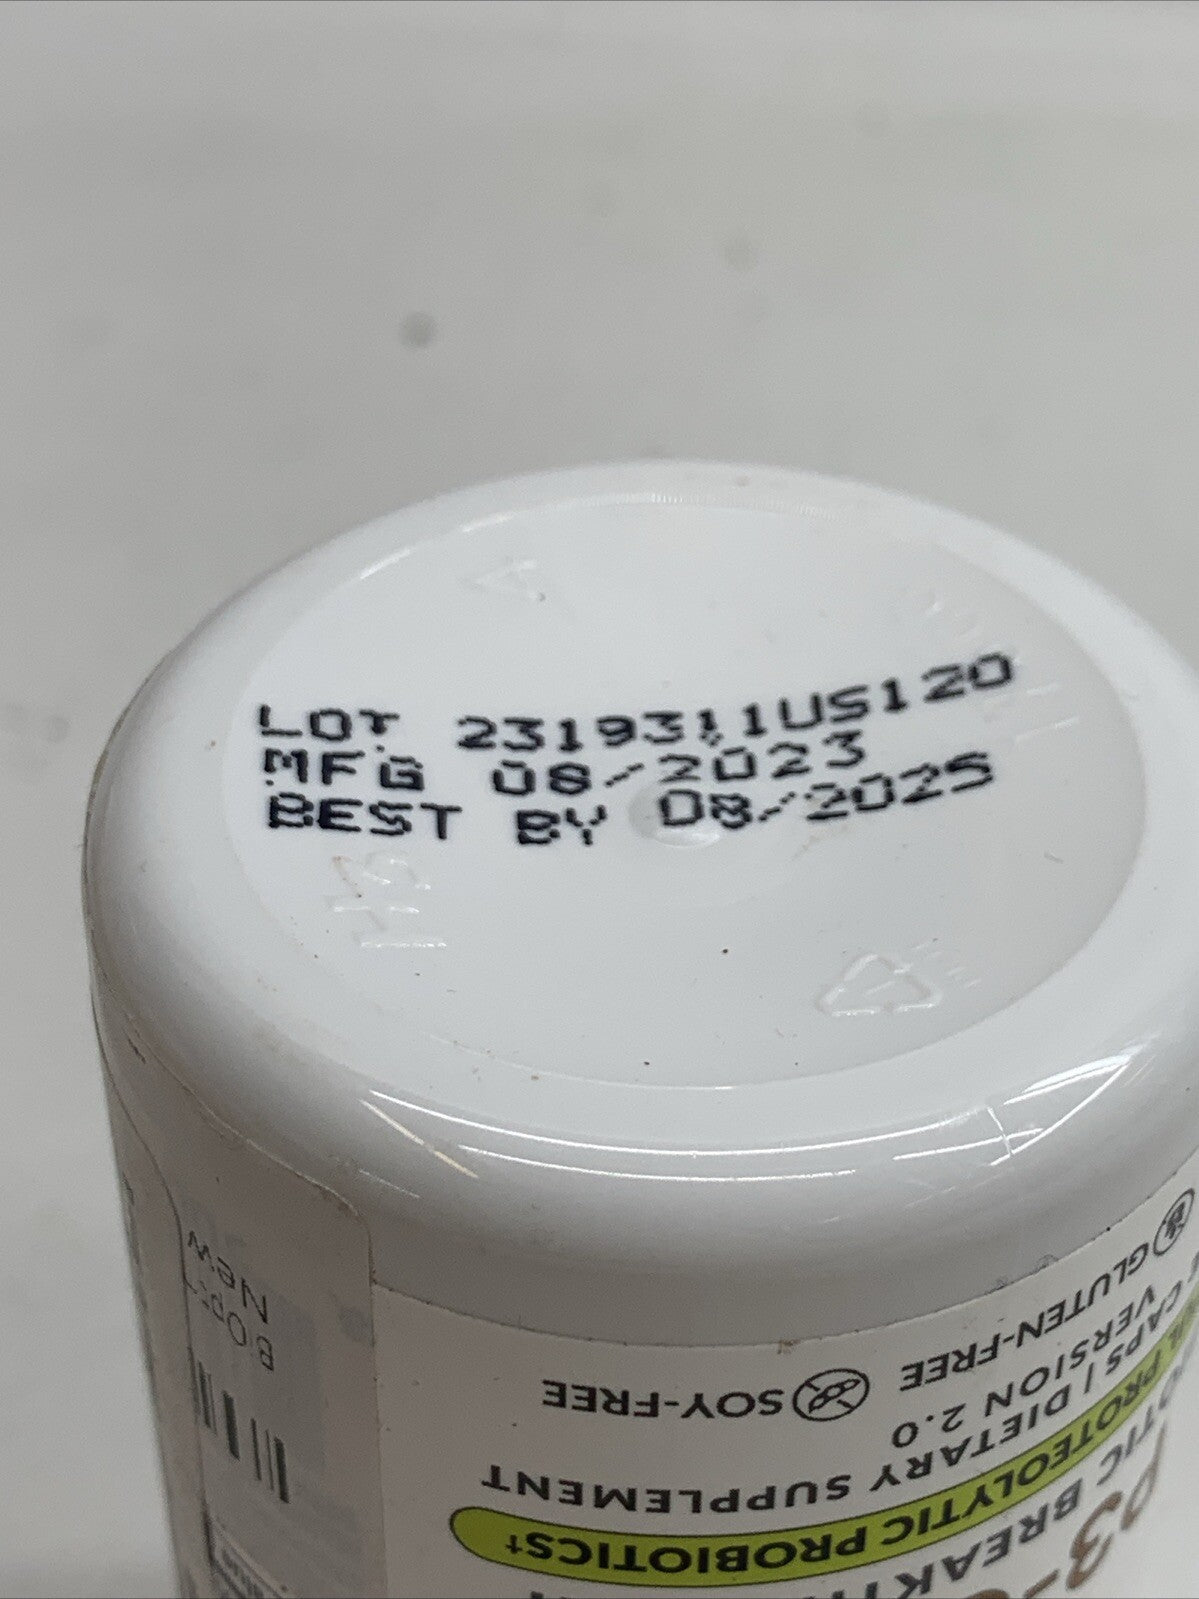 LOT. 2319311US120
MFG 08/2023
BEST BY 08/2025
GLUTEN-FREE
SOY-FREE
VERSION 2.0
CAPS | DIETARY SUPPLEMENT
PROTEOLYTIC PROBIOTICS†
BiOp
New